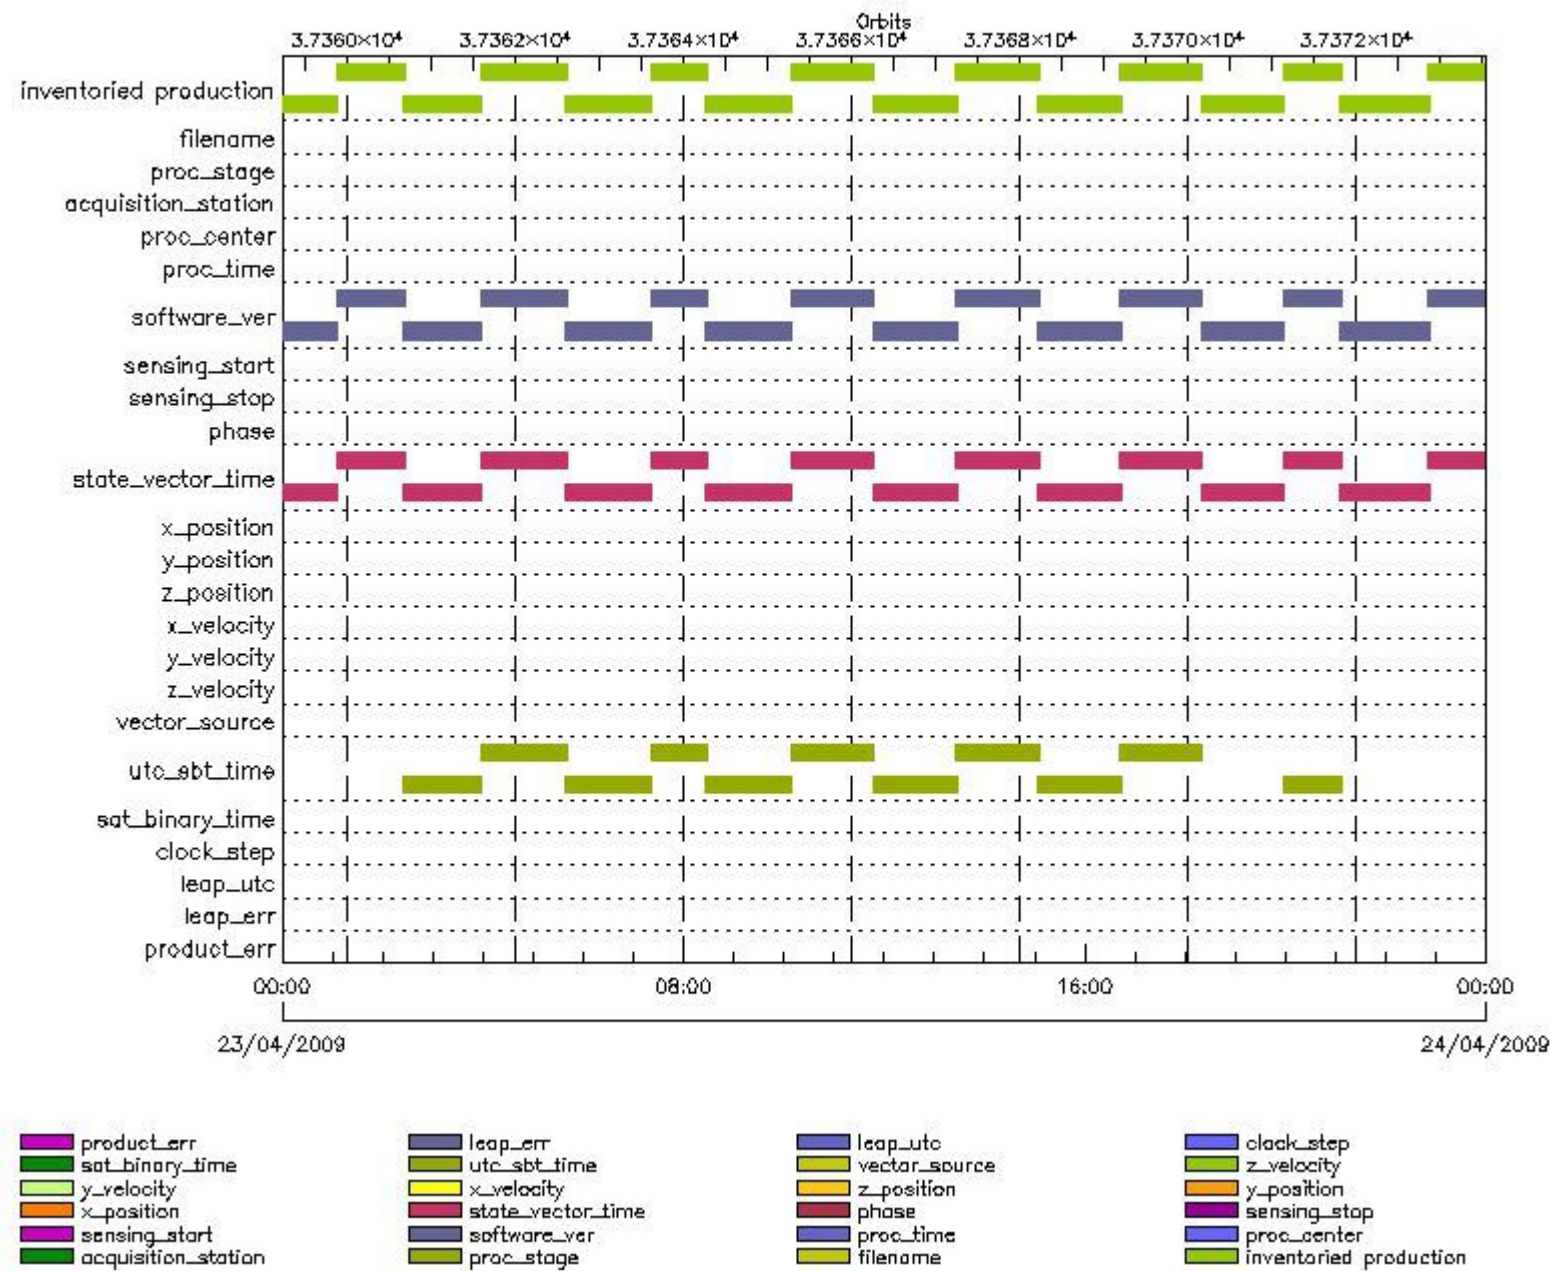 Orbits
3.7360×10⁴ 3.7362×10⁴ 3.7364×10⁴ 3.7366×10⁴ 3.7368×10⁴ 3.7370×10⁴ 3.7372×10⁴
inventoried production
filename
proc_stage
acquisition_station
proc_center
proc_time
software_ver
sensing_start
sensing_stop
phase
state_vector_time
x_position
y_position
z_position
x_velocity
y_velocity
z_velocity
vector_source
utc_sbt_time
sat_binary_time
clock_step
leap_utc
leap_err
product_err
00:00 08:00 16:00 00:00
23/04/2009 24/04/2009
product_err leap_err leap_utc clock_step
sat_binary_time utc_sbt_time vector_source z_velocity
y_velocity x_velocity z_position y_position
x_position state_vector_time phase sensing_stop
sensing_start software_ver proc_time proc_center
acquisition_station proc_stage filename inventoried production